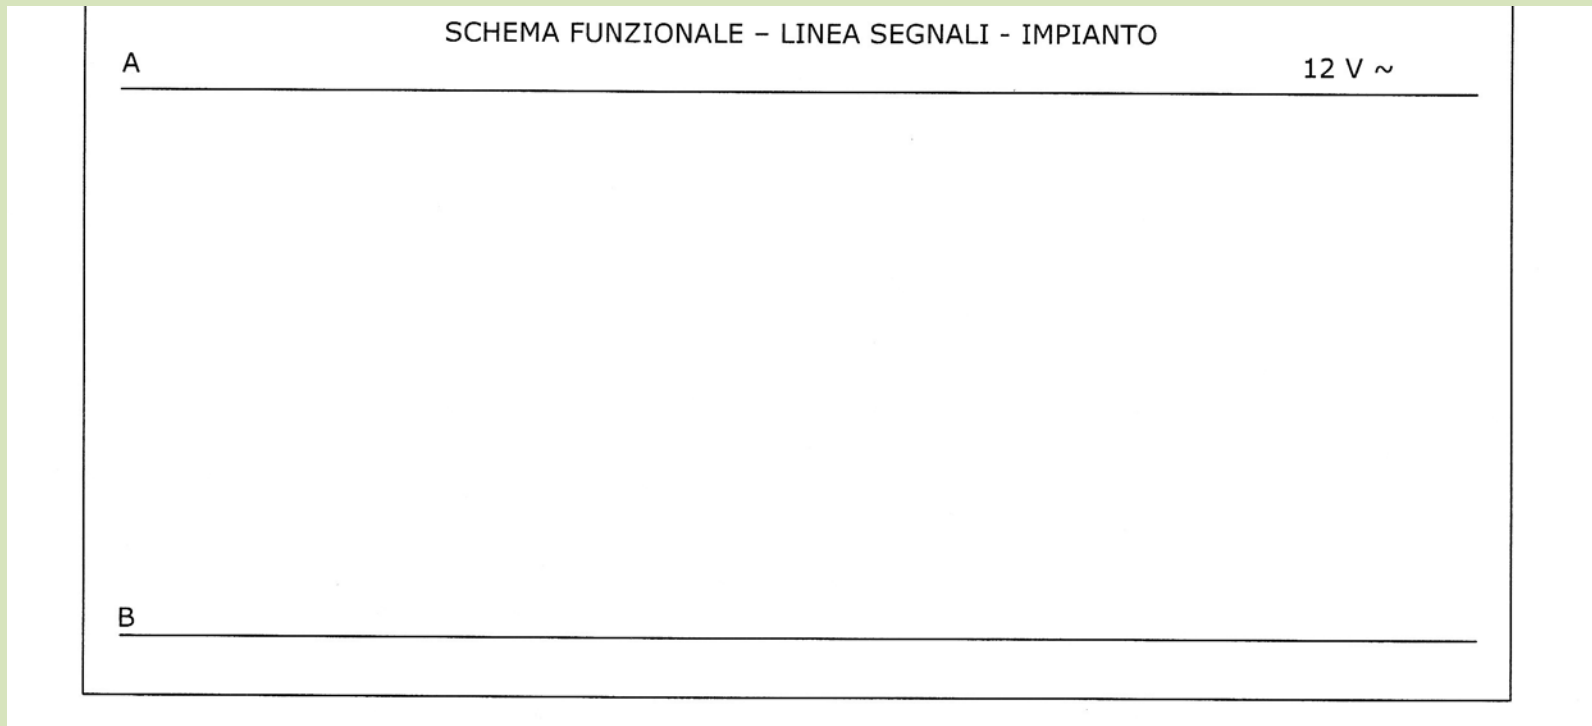 SCHEMA FUNZIONALE – LINEA SEGNALI - IMPIANTO
A
12 V ~
B